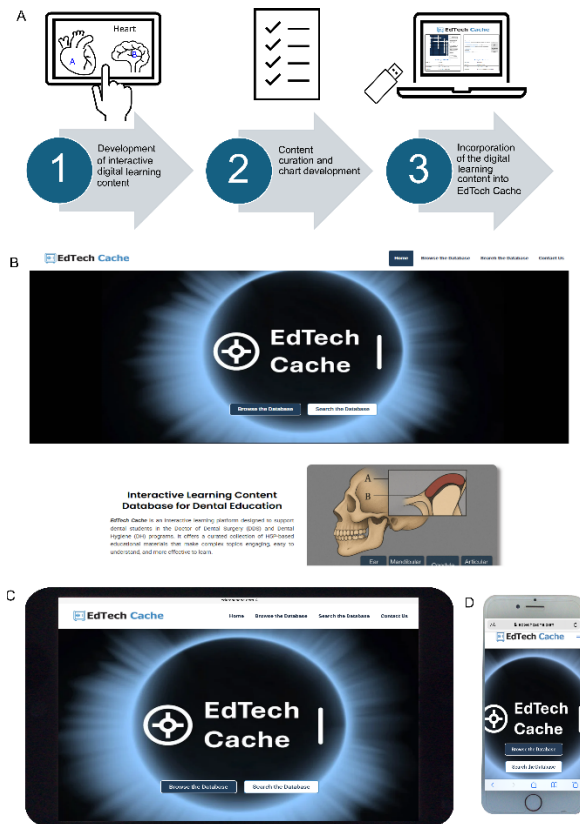 A
Heart
A
B
EdTech Cache
1
Development
of interactive
digital learning
content
2
Content
curation and
chart development
3
Incorporation
of the digital
learning
content into
EdTech Cache
B
EdTech Cache
Home Browse the Database Search the Database Contact Us
EdTech
Cache
Browse the Database Search the Database
Interactive Learning Content
Database for Dental Education
EdTech Cache is an interactive learning platform designed to support
dental students in the Doctor of Dental Surgery (DDS) and Dental
Hygiene (DH) programs. It offers a curated collection of H5P-based
educational materials that make complex topics engaging, easy to
understand, and more effective to learn.
A
B
Ear Mandibular Articular
C
EdTech Cache
Home Browse the Database Search the Database Contact Us
EdTech
Cache
Browse the Database Search the Database
D
EdTech Cache
EdTech
Cache
Browse the Database
Search the Database